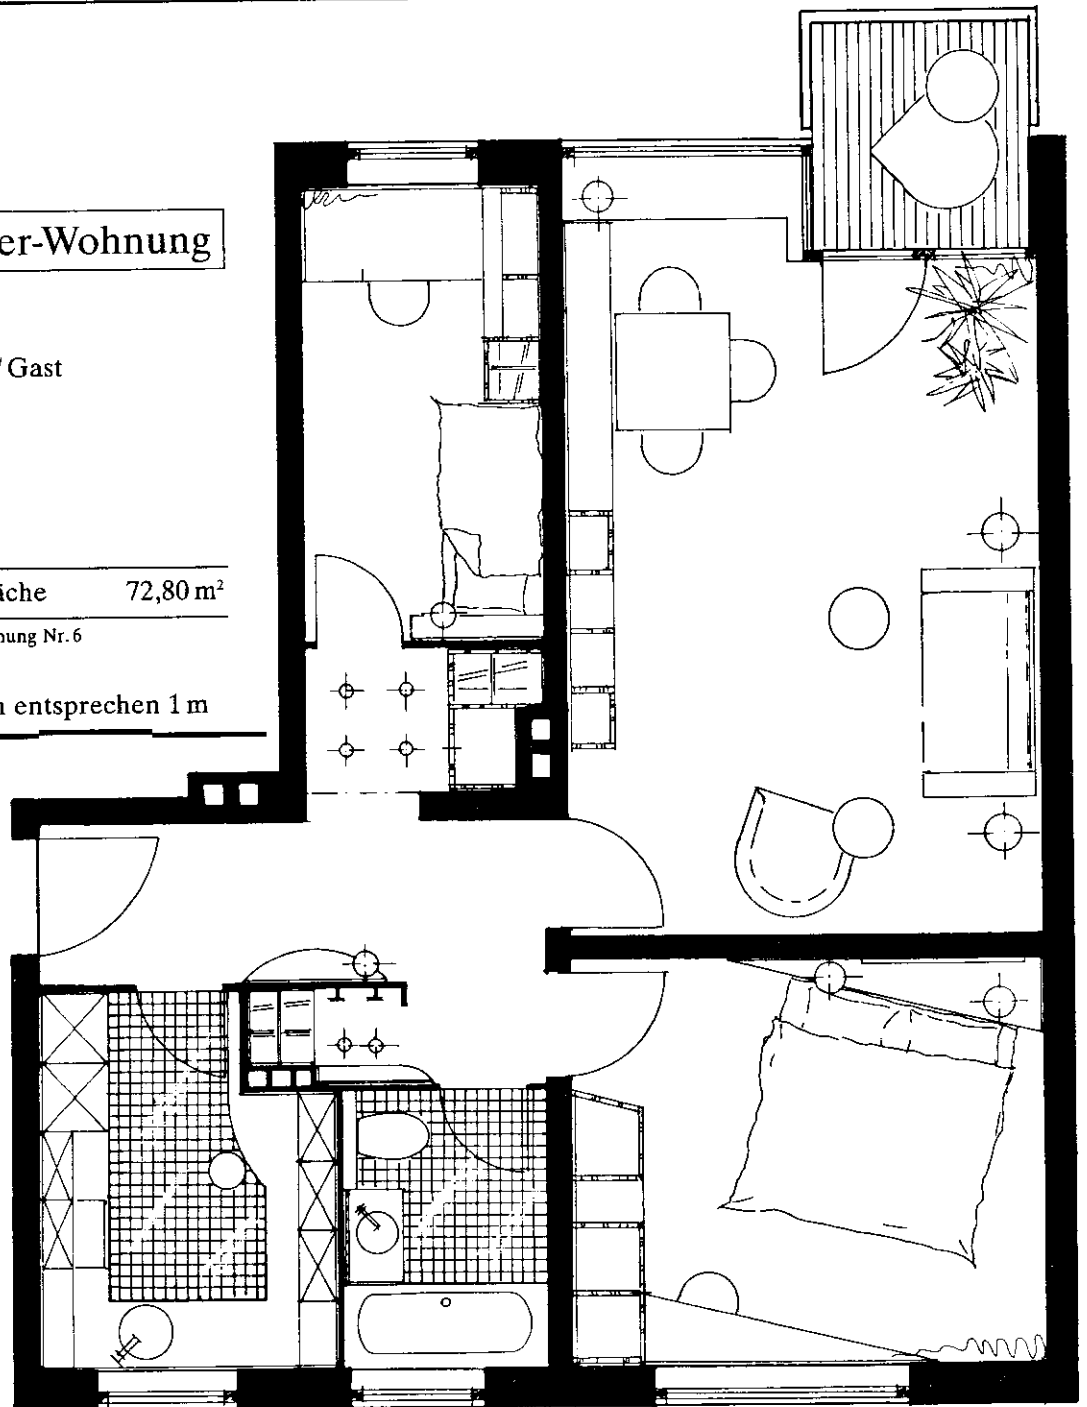 er-Wohnung
/ Gast
äche 72,80 m²
nung Nr. 6
n entsprechen 1 m